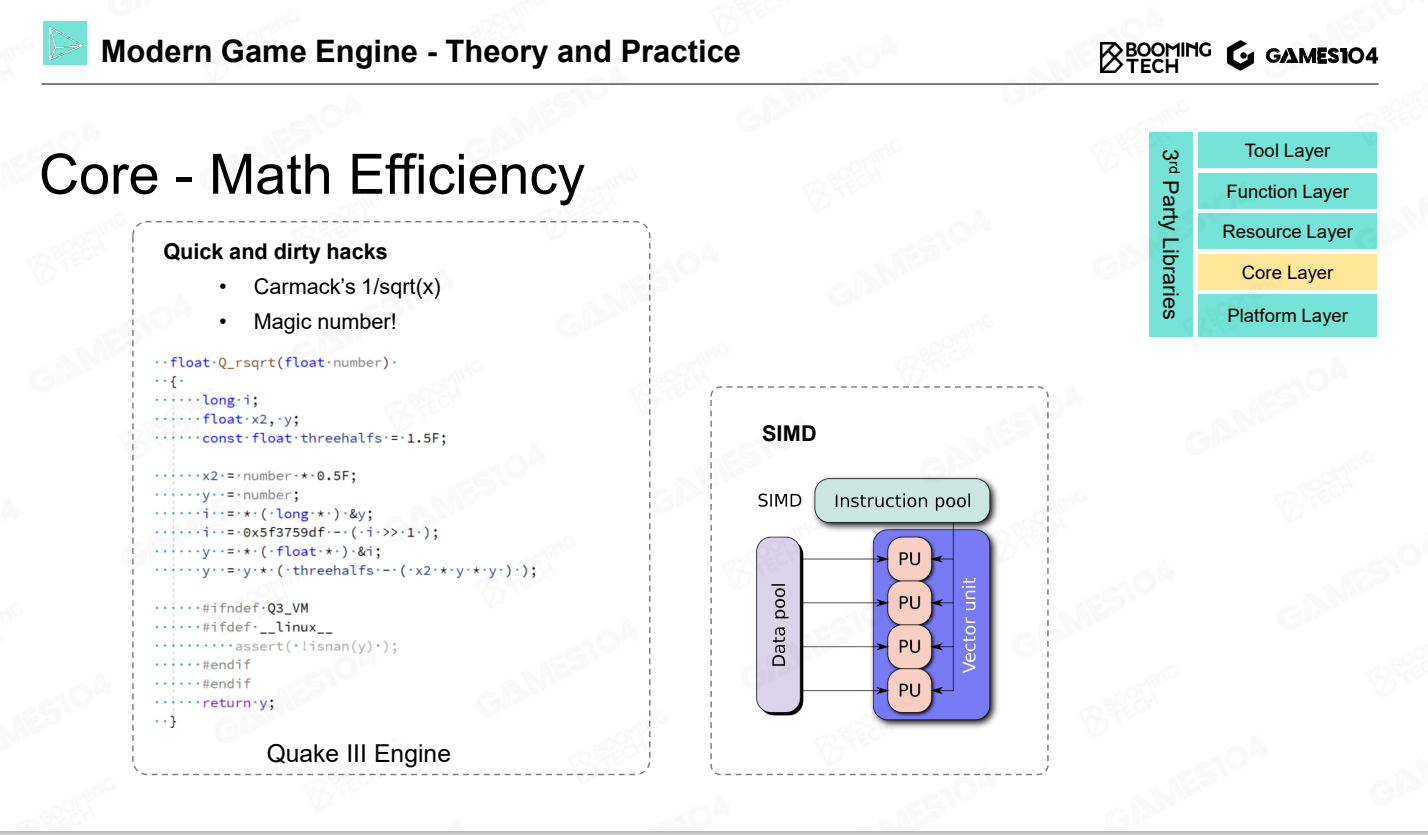 Modern Game Engine - Theory and Practice
BOOMING
TECH
GAMES104
Core - Math Efficiency
3rd Party Libraries
Tool Layer
Function Layer
Resource Layer
Core Layer
Platform Layer
Quick and dirty hacks
• Carmack's 1/sqrt(x)
• Magic number!
float Q_rsqrt(float number)
{
long i;
float x2, y;
const float threehalfs = 1.5F;
x2 = number * 0.5F;
y  = number;
i  = * ( long * ) &y;
i  = 0x5f3759df - ( i >> 1 );
y  = * ( float * ) &i;
y  = y * ( threehalfs - ( x2 * y * y ) );
#ifndef Q3_VM
#ifdef __linux__
assert( !isnan(y) );
#endif
#endif
return y;
}
Quake III Engine
SIMD
SIMD
Instruction pool
Data pool
PU
PU
PU
PU
Vector unit